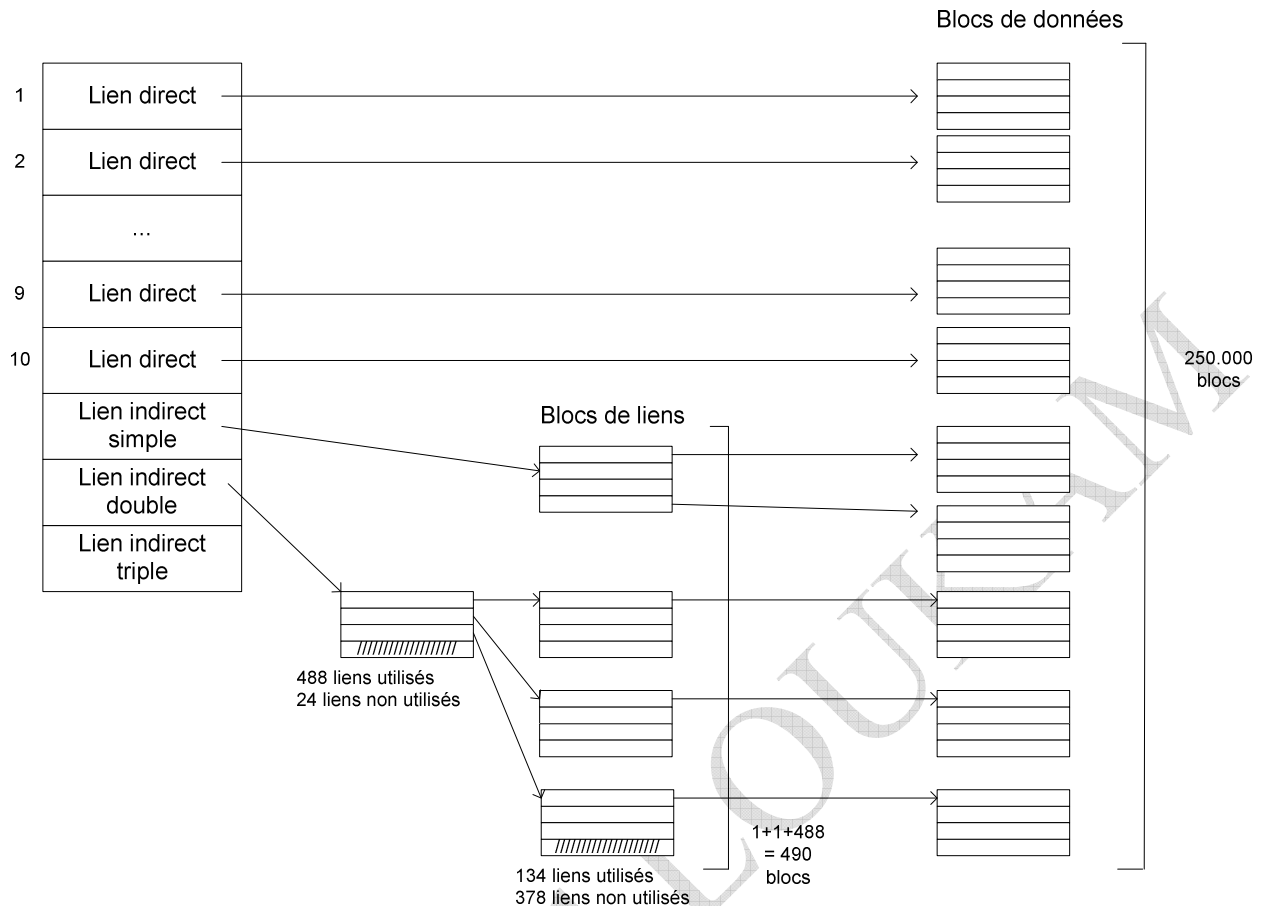 Blocs de données
1 Lien direct
2 Lien direct
...
9 Lien direct
10 Lien direct
Lien indirect
simple
Lien indirect
double
Lien indirect
triple
Blocs de liens
250.000
blocs
488 liens utilisés
24 liens non utilisés
1+1+488
= 490
blocs
134 liens utilisés
378 liens non utilisés